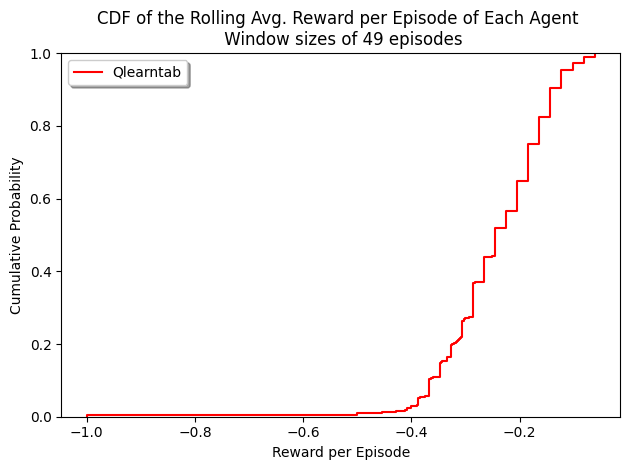 CDF of the Rolling Avg. Reward per Episode of Each Agent
Window sizes of 49 episodes
Qlearntab
Cumulative Probability
1.0
0.8
0.6
0.4
0.2
0.0
−1.0 −0.8 −0.6 −0.4 −0.2
Reward per Episode